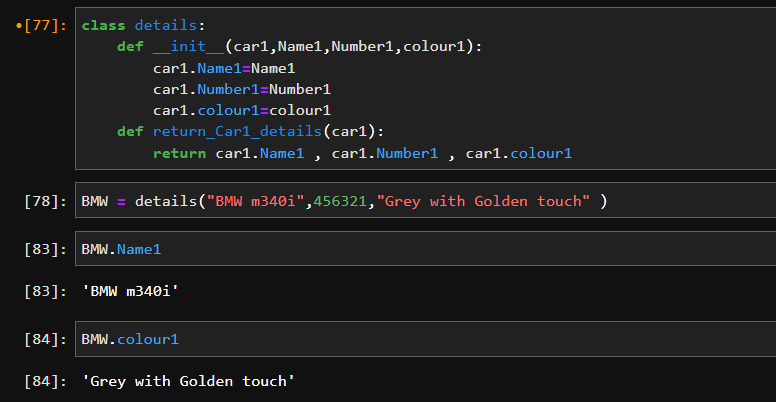 •[77]: class details:
    def __init__(car1,Name1,Number1,colour1):
        car1.Name1=Name1
        car1.Number1=Number1
        car1.colour1=colour1
    def return_Car1_details(car1):
        return car1.Name1 , car1.Number1 , car1.colour1
[78]: BMW = details("BMW m340i",456321,"Grey with Golden touch" )
[83]: BMW.Name1
[83]: 'BMW m340i'
[84]: BMW.colour1
[84]: 'Grey with Golden touch'